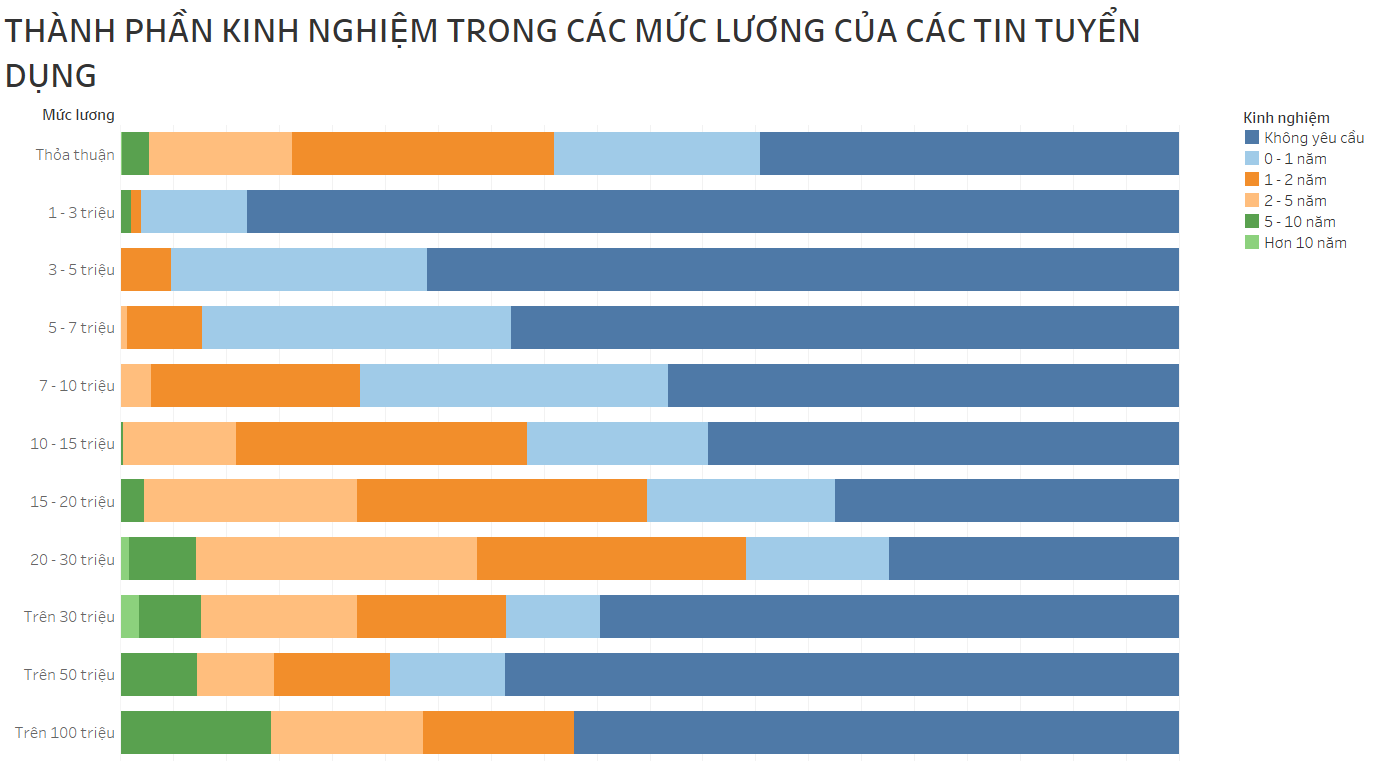 THÀNH PHẦN KINH NGHIỆM TRONG CÁC MỨC LƯƠNG CỦA CÁC TIN TUYỂN
DỤNG
Mức lương
Thỏa thuận
1 - 3 triệu
3 - 5 triệu
5 - 7 triệu
7 - 10 triệu
10 - 15 triệu
15 - 20 triệu
20 - 30 triệu
Trên 30 triệu
Trên 50 triệu
Trên 100 triệu
Kinh nghiệm
Không yêu cầu
0 - 1 năm
1 - 2 năm
2 - 5 năm
5 - 10 năm
Hơn 10 năm